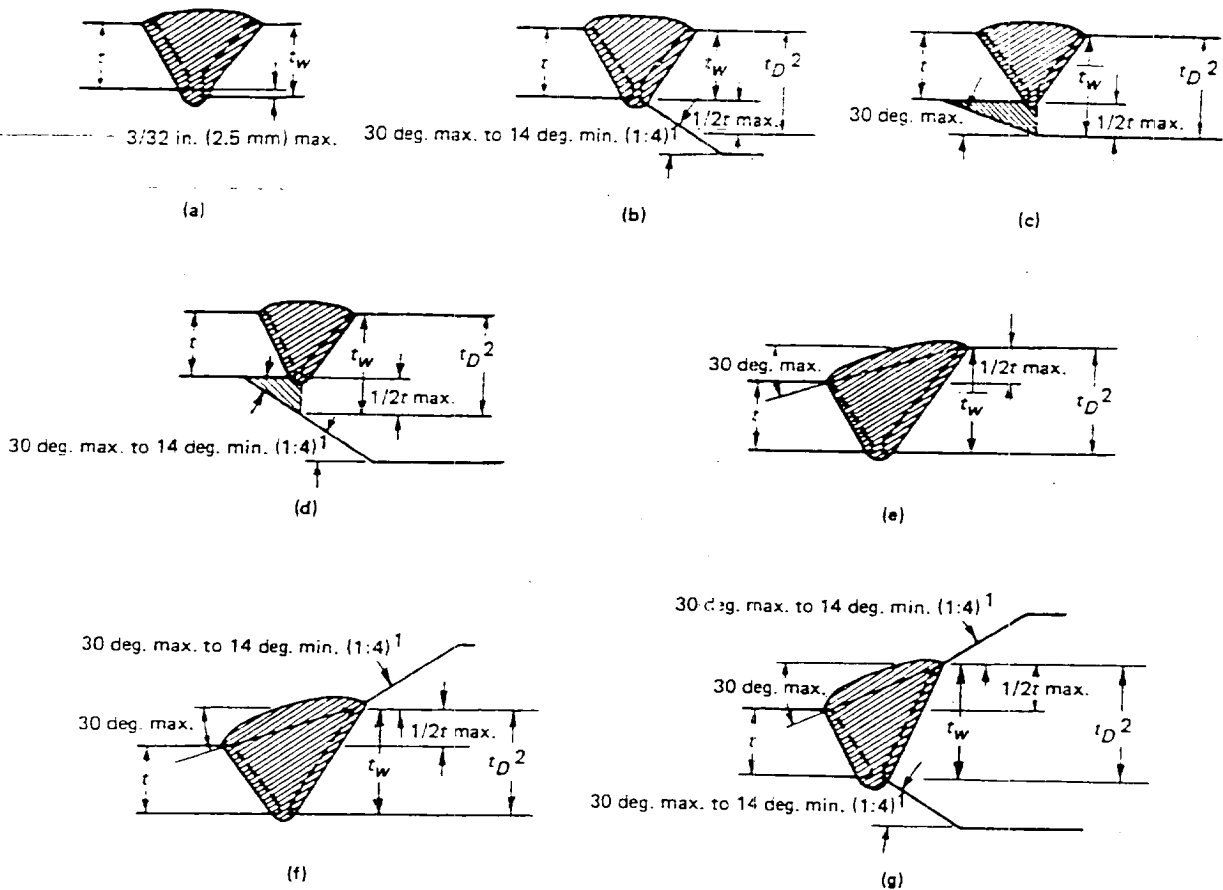 t
t_W
3/32 in. (2.5 mm) max.
(a)
t
t_W
t_D 2
1/2t max.
30 deg. max. to 14 deg. min. (1:4)1
(b)
t
t_W
t_D 2
30 deg. max.
1/2t max.
(c)
t
t_W
t_D 2
1/2t max.
30 deg. max. to 14 deg. min. (1:4)1
(d)
30 deg. max.
1/2t max.
t
t_W
t_D 2
(e)
30 deg. max. to 14 deg. min. (1:4)1
30 deg. max.
1/2t max.
t
t_W
t_D 2
(f)
30 deg. max. to 14 deg. min. (1:4)1
30 deg. max.
1/2t max.
t
t_W
t_D 2
30 deg. max. to 14 deg. min. (1:4)1
(g)